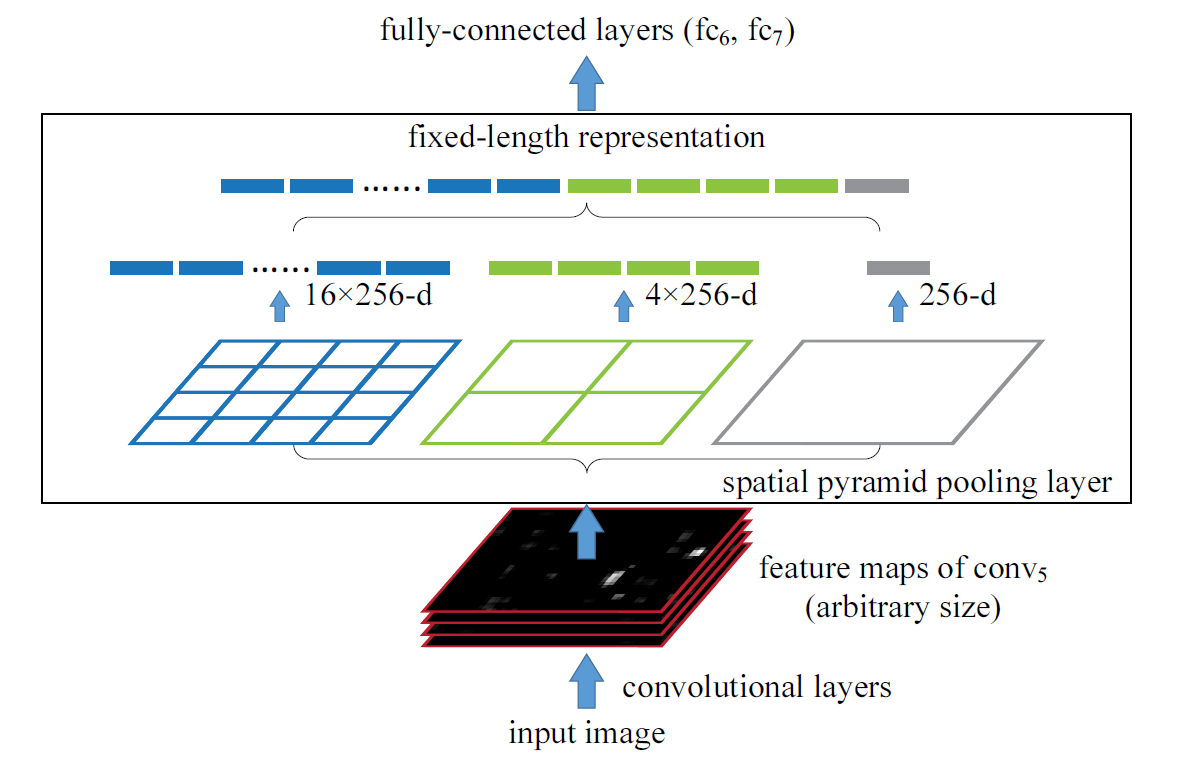 fully-connected layers (fc₆, fc₇)
fixed-length representation
......
......
16×256-d
4×256-d
256-d
spatial pyramid pooling layer
feature maps of conv₅
(arbitrary size)
convolutional layers
input image